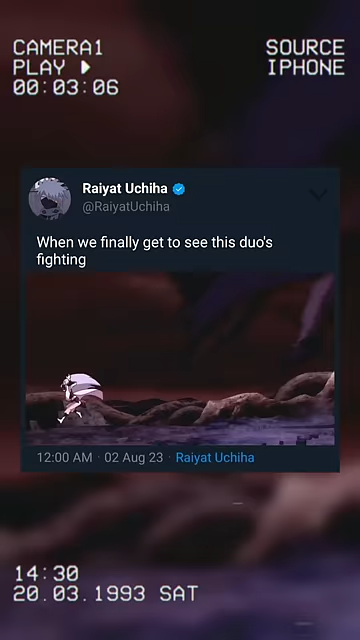 CAMERA1
PLAY ▶
00:03:06
SOURCE
IPHONE
Raiyat Uchiha
@RaiyatUchiha
When we finally get to see this duo's
fighting
12:00 AM · 02 Aug 23 · Raiyat Uchiha
14:30
20.03.1993 SAT